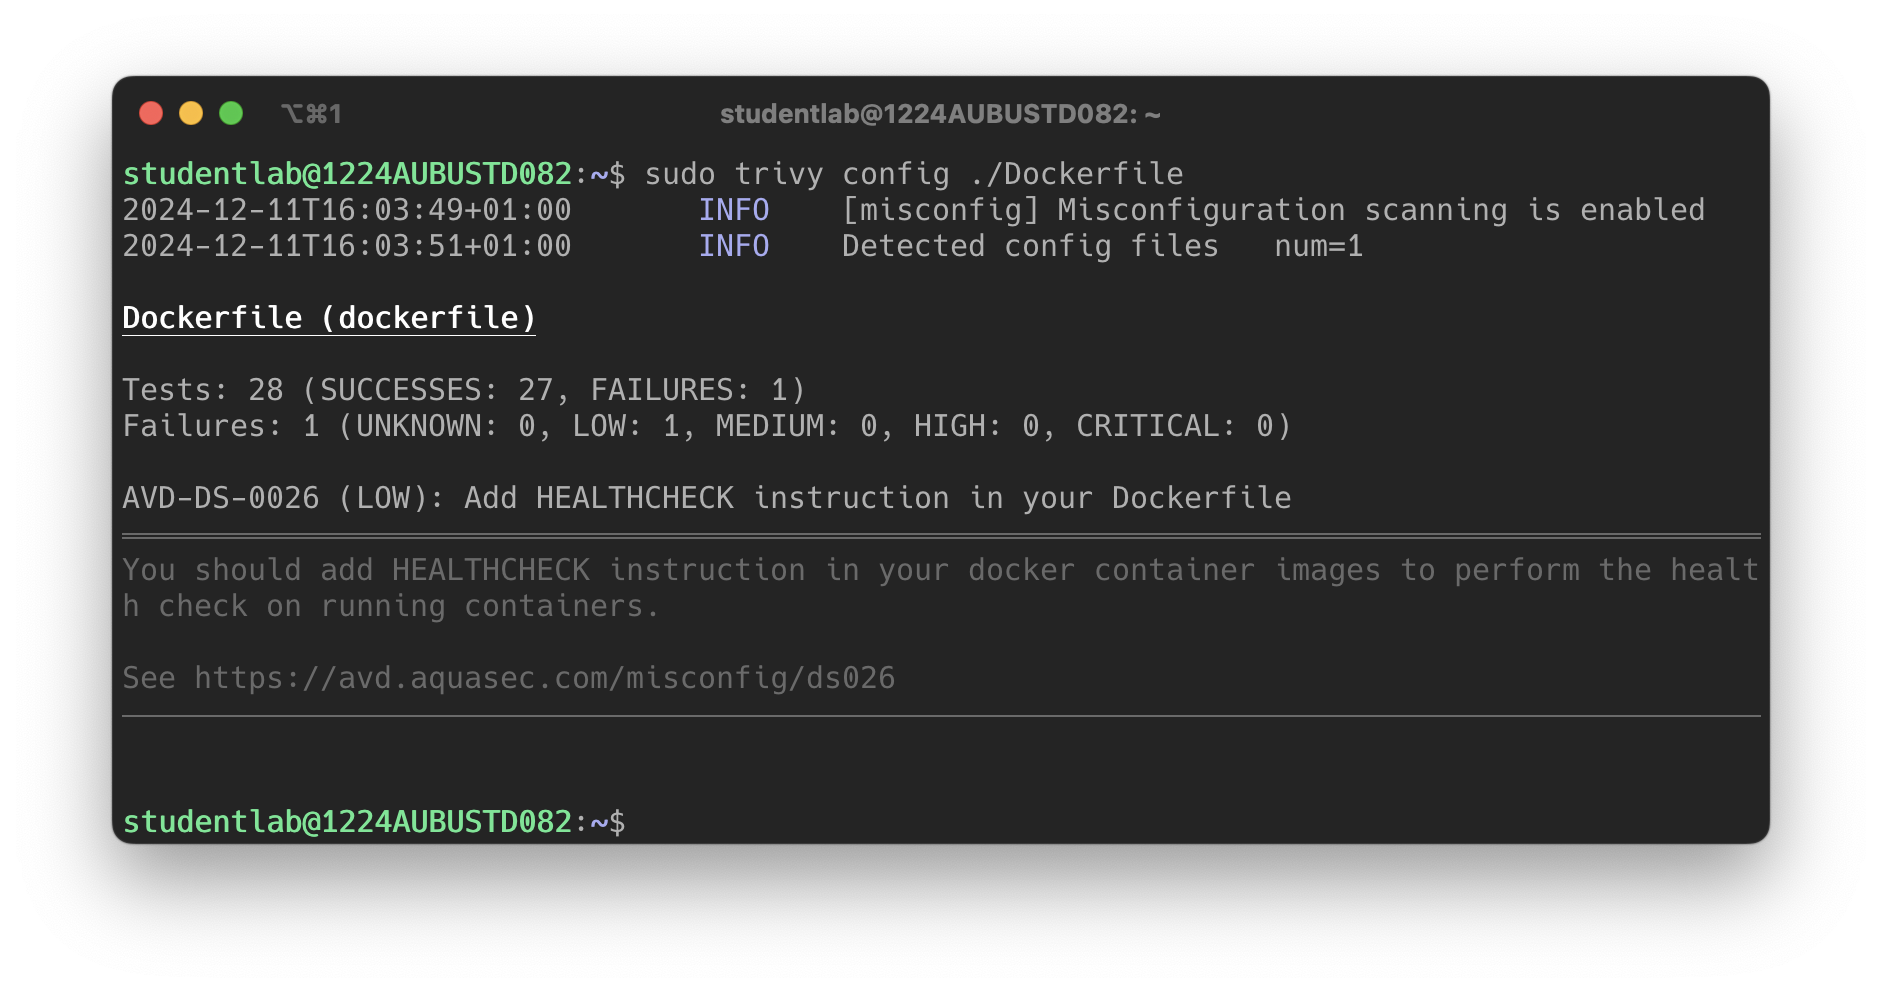 ⌥⌘1
studentlab@1224AUBUSTD082: ~
studentlab@1224AUBUSTD082:~$ sudo trivy config ./Dockerfile
2024-12-11T16:03:49+01:00       INFO    [misconfig] Misconfiguration scanning is enabled
2024-12-11T16:03:51+01:00       INFO    Detected config files   num=1
Dockerfile (dockerfile)
Tests: 28 (SUCCESSES: 27, FAILURES: 1)
Failures: 1 (UNKNOWN: 0, LOW: 1, MEDIUM: 0, HIGH: 0, CRITICAL: 0)
AVD-DS-0026 (LOW): Add HEALTHCHECK instruction in your Dockerfile
You should add HEALTHCHECK instruction in your docker container images to perform the healt
h check on running containers.
See https://avd.aquasec.com/misconfig/ds026
studentlab@1224AUBUSTD082:~$